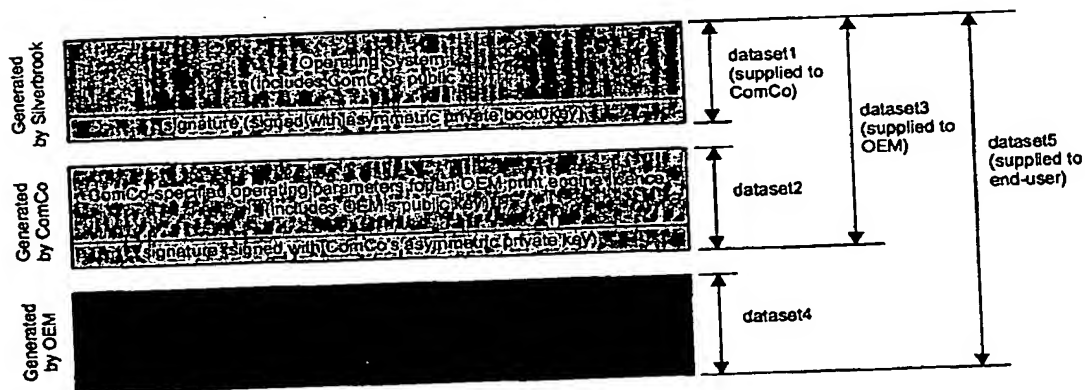 Generated
by Silverbrook
Operating System
(includes ComCo's public key)
signature (signed with asymmetric private boot0key)
dataset1
(supplied to
ComCo)
dataset3
(supplied to
OEM)
dataset5
(supplied to
end-user)
Generated
by ComCo
ComCo specified operating parameters for an OEM print engine licence
(includes OEM's public key)
signature (signed with ComCo's asymmetric private key)
dataset2
Generated
by OEM
dataset4